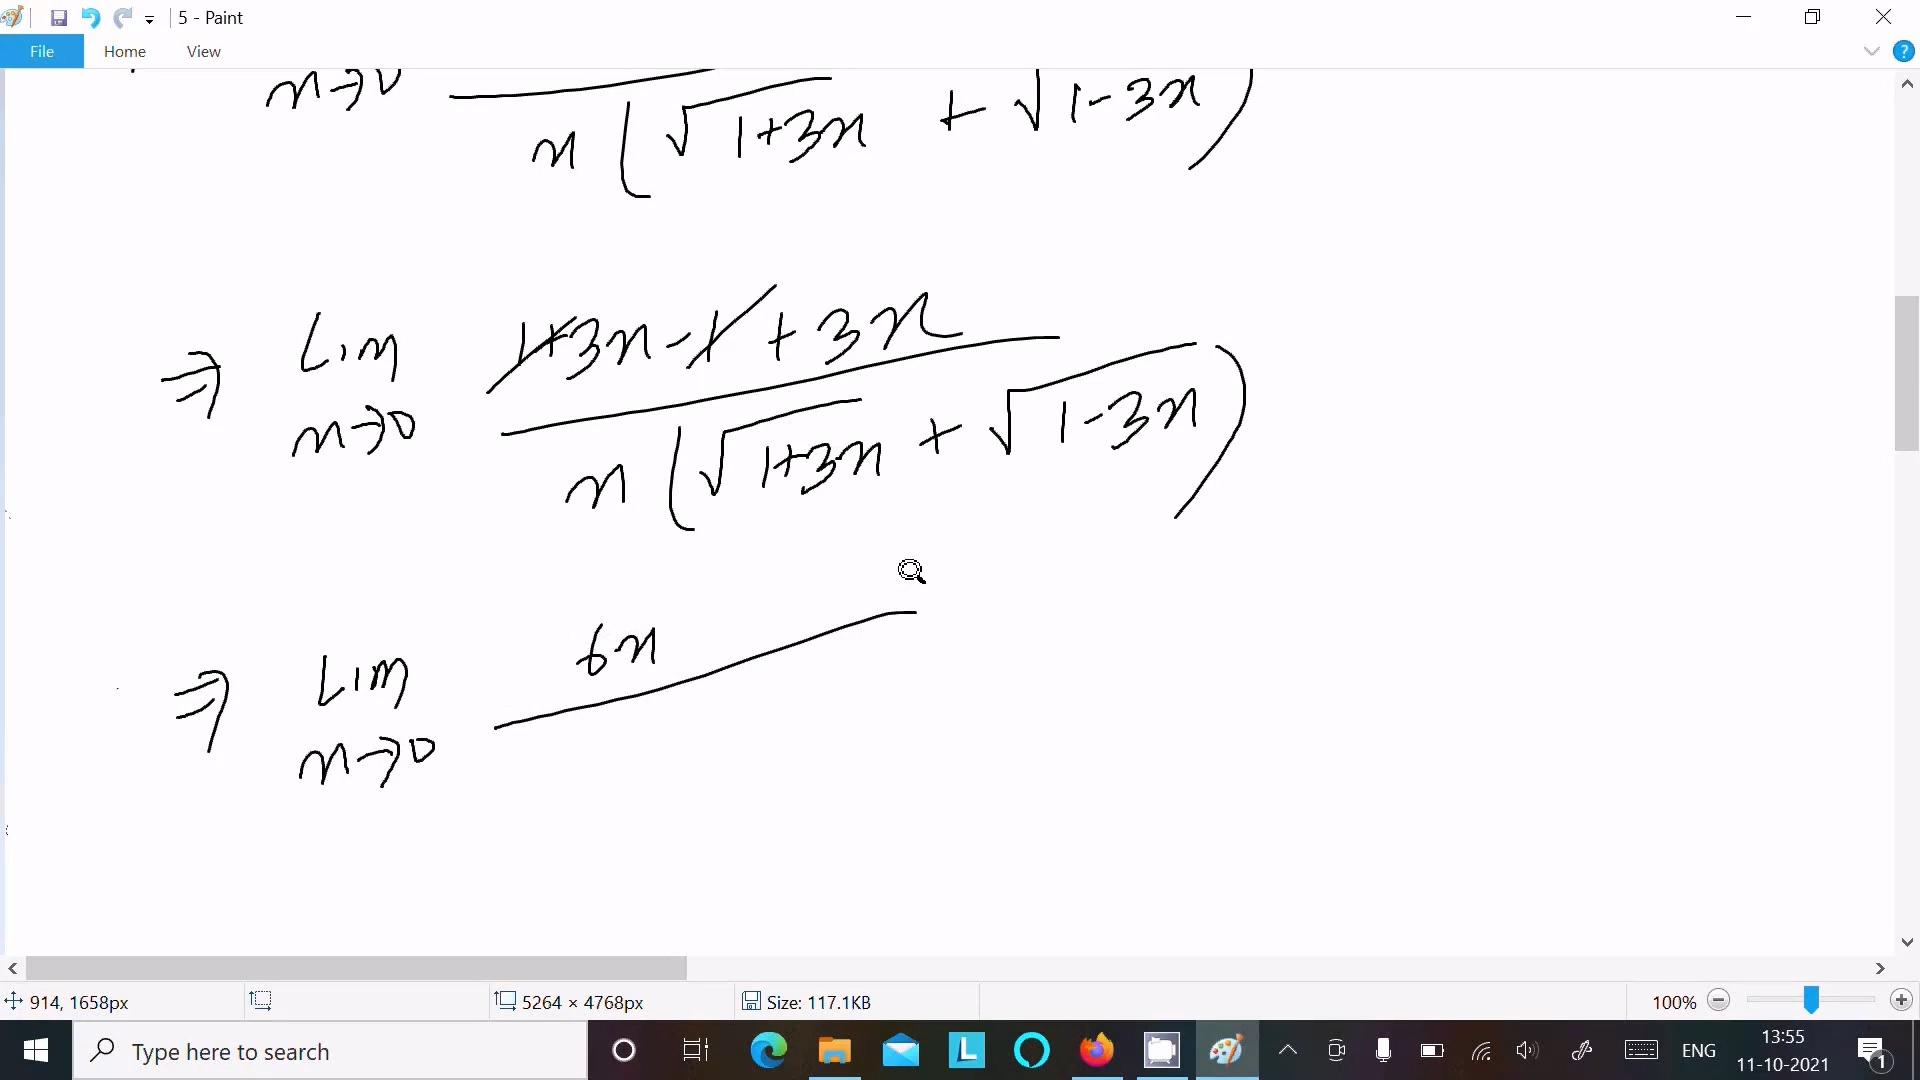 5 - Paint
File Home View
x→0 x(√1+3x + √1-3x)
⇒ Lim 1+3x-1+3x
x→0 x(√1+3x + √1-3x)
⇒ Lim 6x
x→0
914, 1658px 5264 × 4768px Size: 117.1KB 100%
Type here to search L ENG 13:55
11-10-2021 1